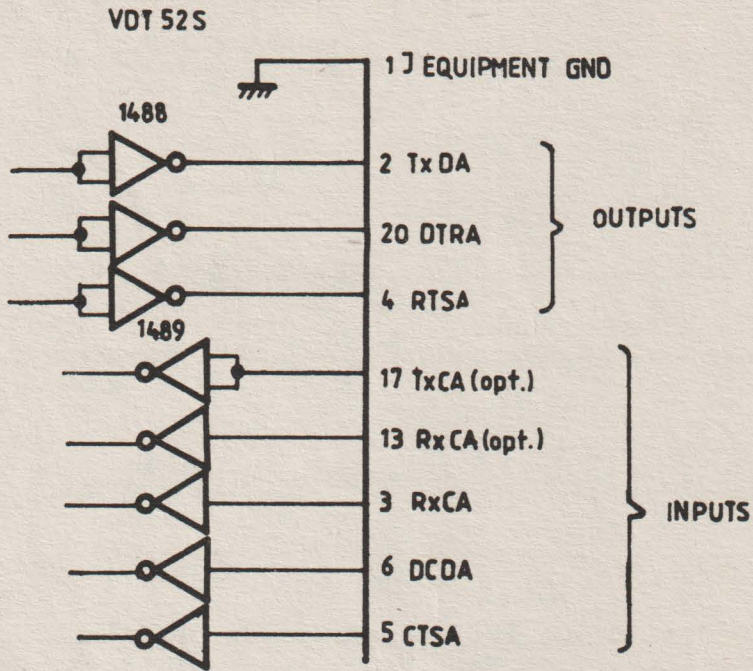 VDT 52S
1 J EQUIPMENT GND
1488
2 TxDA
20 DTRA
OUTPUTS
4 RTSA
1489
17 TxCA (opt.)
13 RxCA (opt.)
3 RxCA
INPUTS
6 DCDA
5 CTSA